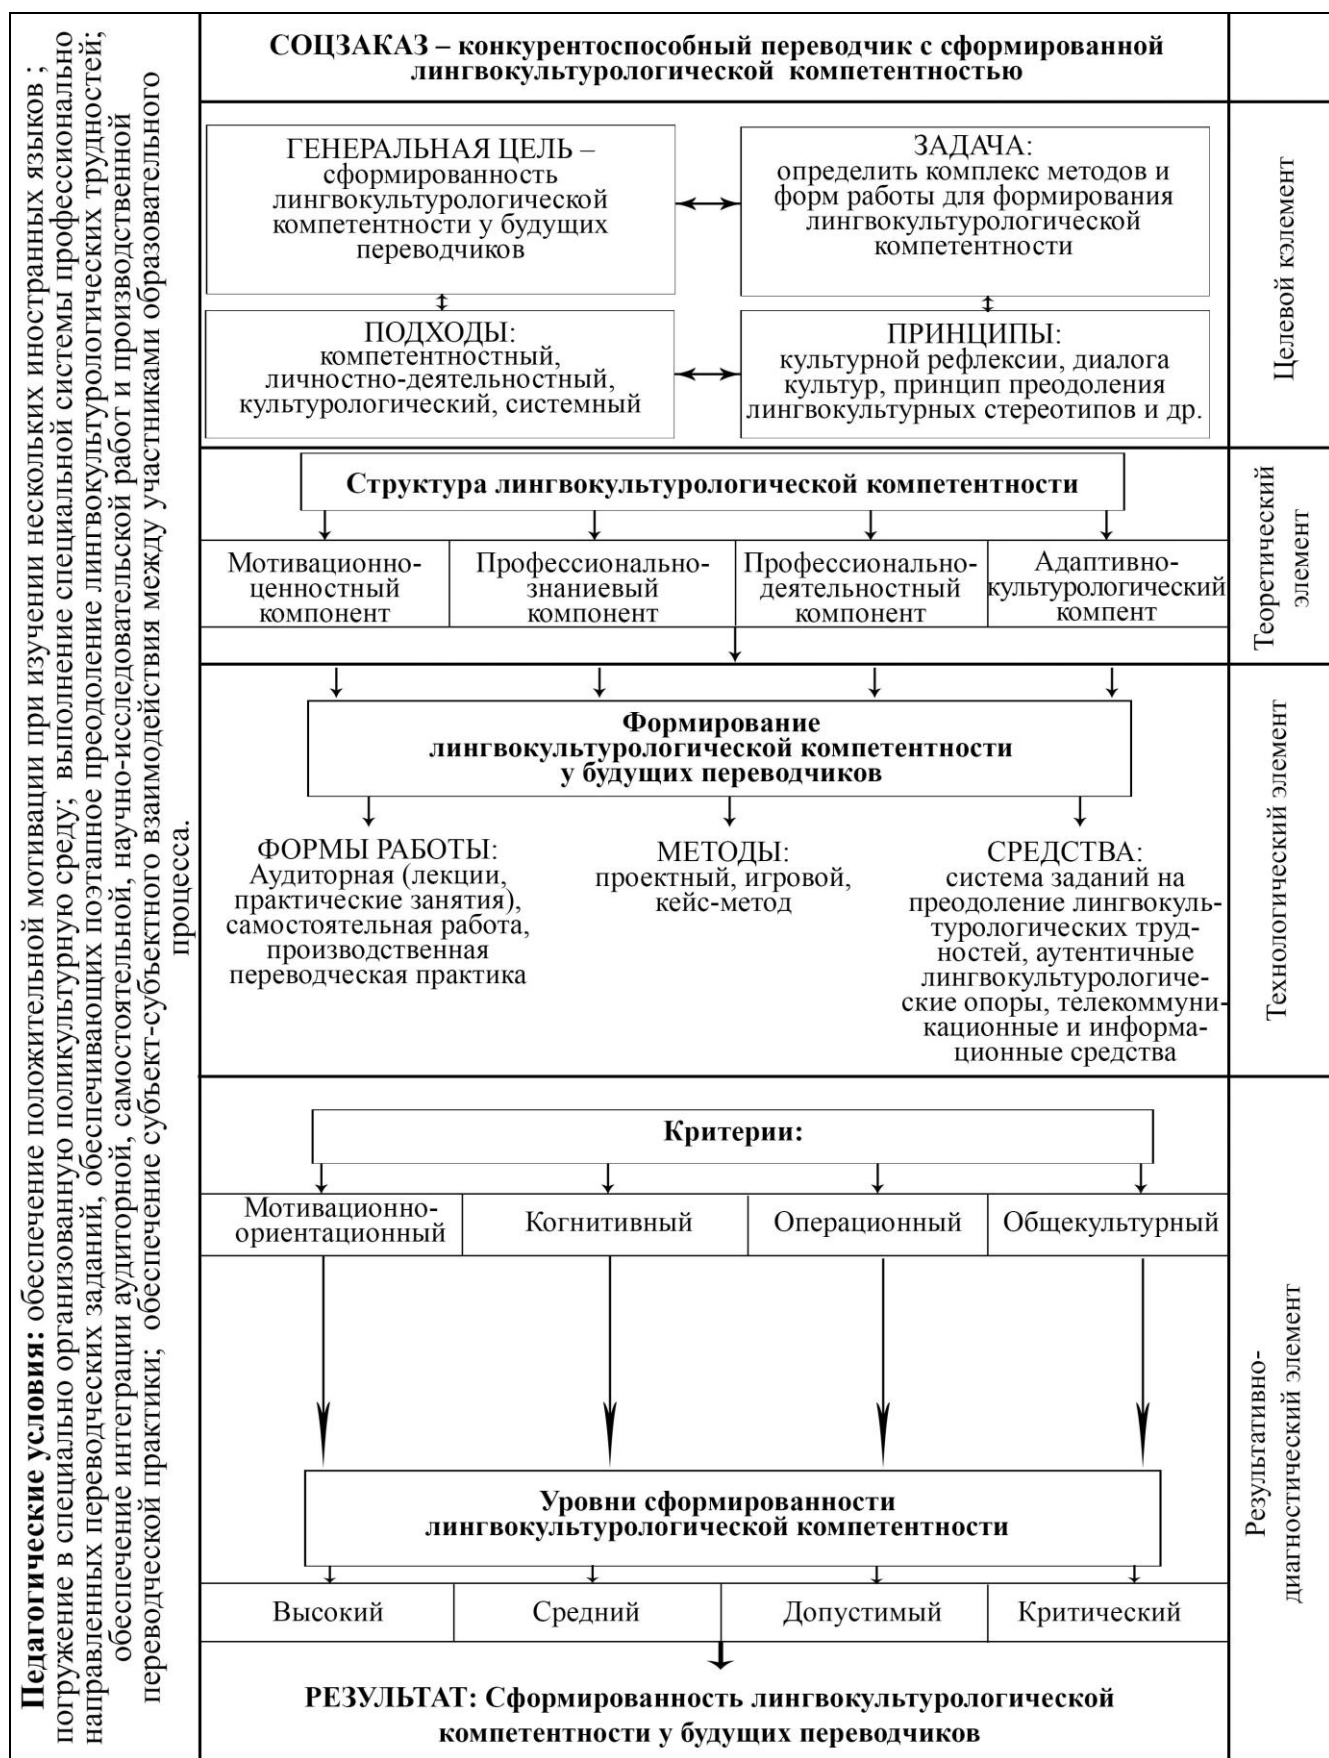 Педагогические условия: обеспечение положительной мотивации при изучении нескольких иностранных языков ;
погружение в специально организованную поликультурную среду; выполнение специальной системы профессионально
направленных переводческих заданий, обеспечивающих поэтапное преодоление лингвокультурологических трудностей;
обеспечение интеграции аудиторной, самостоятельной, научно-исследовательской работ и производственной
переводческой практики; обеспечение субъект-субъектного взаимодействия между участниками образовательного
процесса.
СОЦЗАКАЗ – конкурентоспособный переводчик с сформированной
лингвокультурологической компетентностью
ГЕНЕРАЛЬНАЯ ЦЕЛЬ –
сформированность
лингвокультурологической
компетентности у будущих
переводчиков
ЗАДАЧА:
определить комплекс методов и
форм работы для формирования
лингвокультурологической
компетентности
ПОДХОДЫ:
компетентностный,
личностно-деятельностный,
культурологический, системный
ПРИНЦИПЫ:
культурной рефлексии, диалога
культур, принцип преодоления
лингвокультурных стереотипов и др.
Целевой кэлемент
Структура лингвокультурологической компетентности
Мотивационно-
ценностный
компонент
Профессионально-
знаниевый
компонент
Профессионально-
деятельностный
компонент
Адаптивно-
культурологический
компент
Теоретический
элемент
Формирование
лингвокультурологической компетентности
у будущих переводчиков
ФОРМЫ РАБОТЫ:
Аудиторная (лекции,
практические занятия),
самостоятельная работа,
производственная
переводческая практика
МЕТОДЫ:
проектный, игровой,
кейс-метод
СРЕДСТВА:
система заданий на
преодоление лингвокуль-
турологических труд-
ностей, аутентичные
лингвокультурологиче-
ские опоры, телекоммуни-
кационные и информа-
ционные средства
Технологический элемент
Критерии:
Мотивационно-
ориентационный
Когнитивный
Операционный
Общекультурный
Уровни сформированности
лингвокультурологической компетентности
Высокий
Средний
Допустимый
Критический
РЕЗУЛЬТАТ: Сформированность лингвокультурологической
компетентности у будущих переводчиков
Результативно-
диагностический элемент